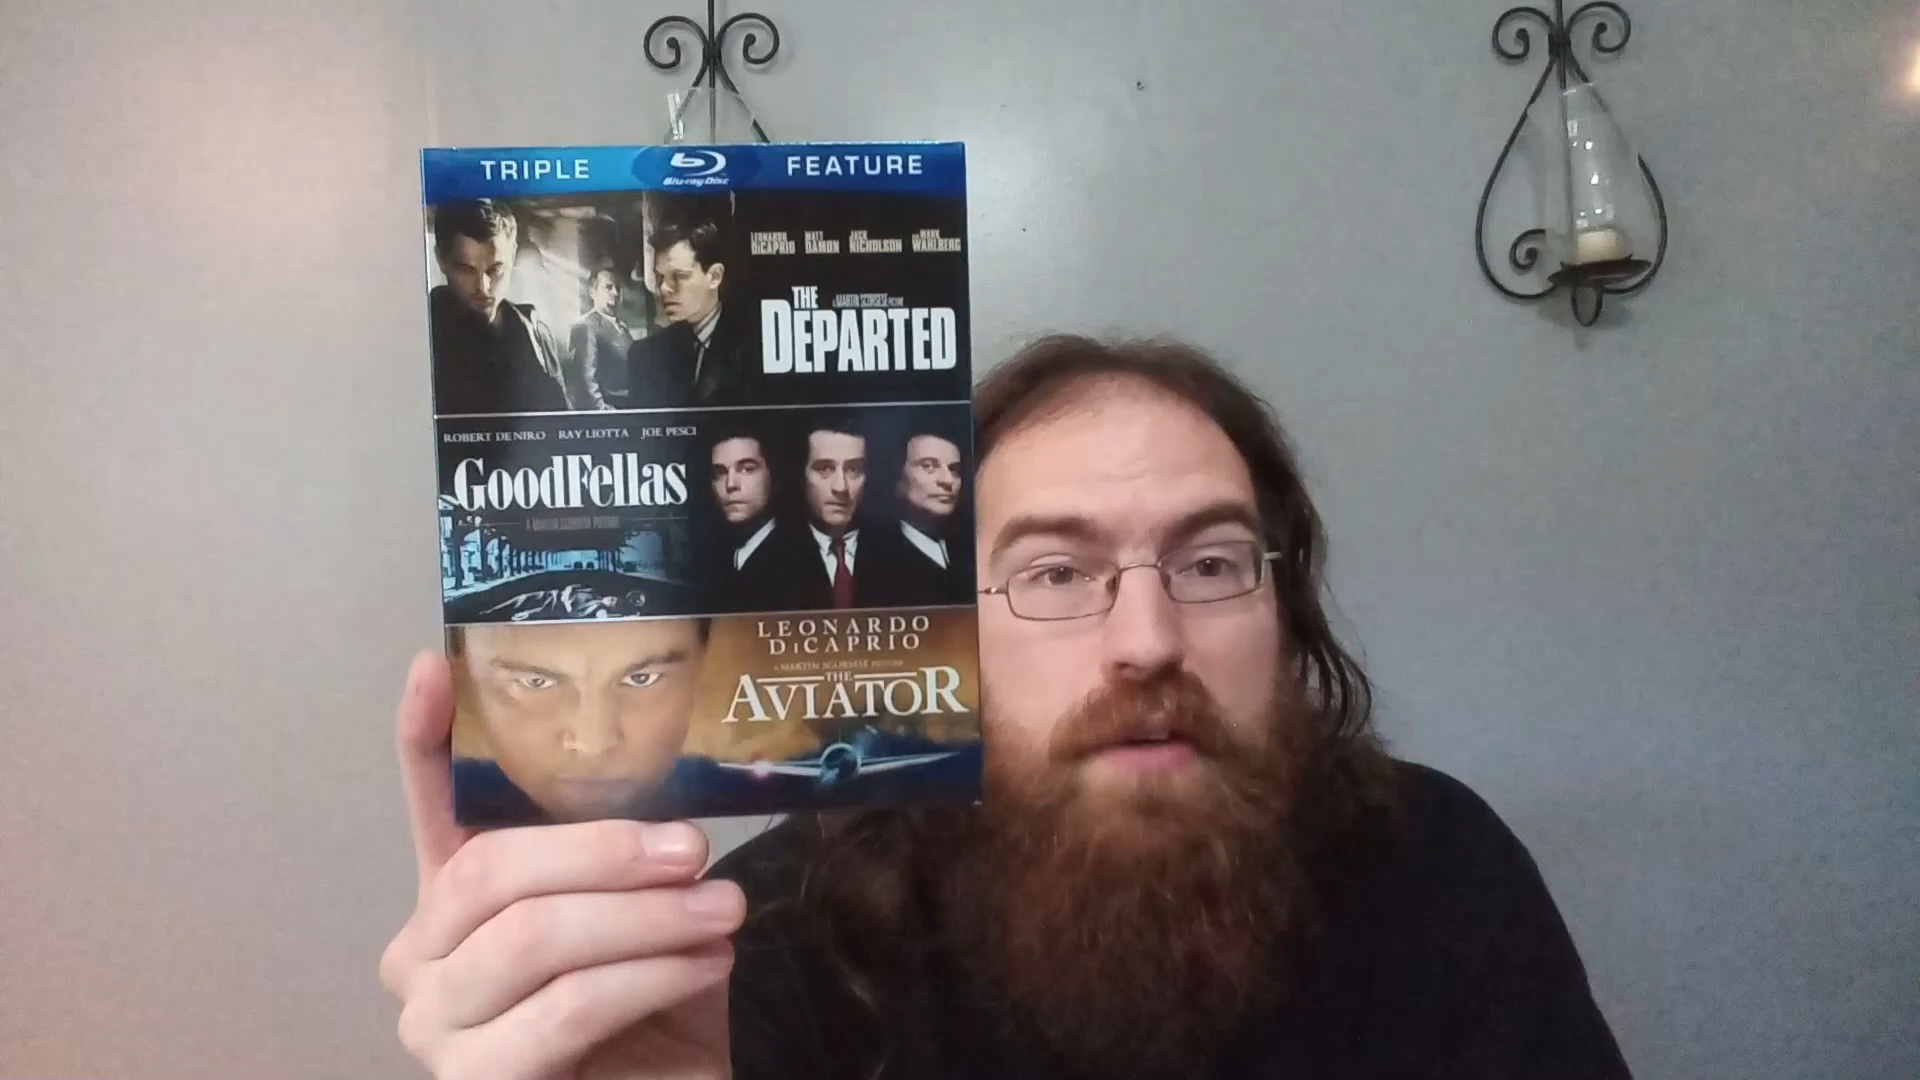 TRIPLE Blu-ray Disc FEATURE
LEONARDO DiCAPRIO MATT DAMON JACK NICHOLSON AND MARK WAHLBERG
THE
A MARTIN SCORSESE PICTURE
DEPARTED
ROBERT DE NIRO RAY LIOTTA JOE PESCI
GoodFellas
A MARTIN SCORSESE PICTURE
LEONARDO
DiCAPRIO
A MARTIN SCORSESE PICTURE
THE
AVIATOR